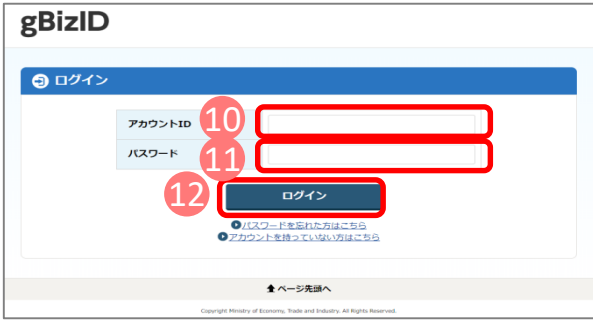 gBizID
ログイン
アカウントID 10
パスワード 11
12 ログイン
パスワードを忘れた方はこちら
アカウントを持っていない方はこちら
ページ先頭へ
Copyright Ministry of Economy, Trade and Industry. All Rights Reserved.